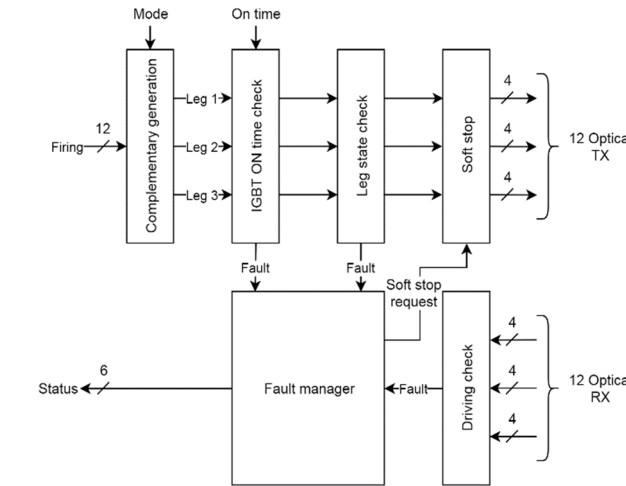 Mode
On time
Complementary generation
IGBT ON time check
Leg state check
Soft stop
Firing
12
Leg 1
Leg 2
Leg 3
4
4
4
12 Optica
TX
Fault
Fault
Soft stop
request
Status
6
Fault manager
Fault
Driving check
4
4
4
12 Optica
RX